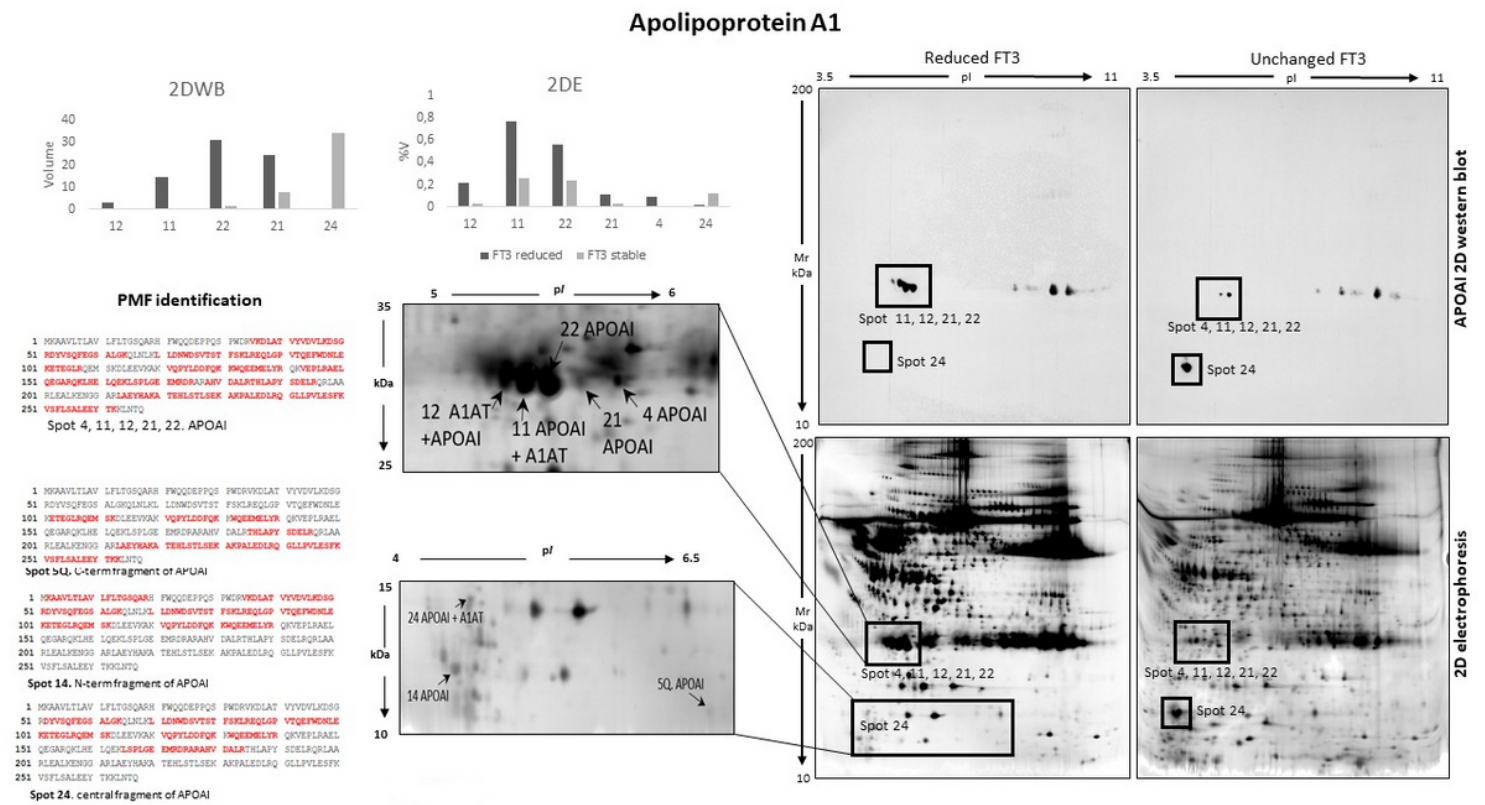 Apolipoprotein A1
2DWB
Volume
40
30
20
10
0
12 11 22 21 24
2DE
%V
1
0,8
0,6
0,4
0,2
0
12 11 22 21 4 24
FT3 reduced FT3 stable
PMF identification
1 MKAAVLTLAV LFLTGSQARH FWQQDEPPQS PWDRVKDLAT VYVDVLKDSG
51 RDYVSQFEGS ALGKQLNLKL LDNWDSVTST FSKLREQLGP VTQEFWDNLE
101 KETEGLRQEM SKDLEEVKAK VQPYLDDFQK KWQEEMELYR QKVEPLRAEL
151 QEGARQKLHE LQEKLSPLGE EMRDRARAHV DALRTHLAPY SDELRQRLAA
201 RLEALKENGG ARLAEYHAKA TEHLSTLSEK AKPALEDLRQ GLLPVLESFK
251 VSFLSALEEY TKKLNTQ
Spot 4, 11, 12, 21, 22. APOAI
1 MKAAVLTLAV LFLTGSQARH FWQQDEPPQS PWDRVKDLAT VYVDVLKDSG
51 RDYVSQFEGS ALGKQLNLKL LDNWDSVTST FSKLREQLGP VTQEFWDNLE
101 KETEGLRQEM SKDLEEVKAK VQPYLDDFQK KWQEEMELYR QKVEPLRAEL
151 QEGARQKLHE LQEKLSPLGE EMRDRARAHV DALRTHLAPY SDELRQRLAA
201 RLEALKENGG ARLAEYHAKA TEHLSTLSEK AKPALEDLRQ GLLPVLESFK
251 VSFLSALEEY TKKLNTQ
Spot 5Q, C-term fragment of APOAI
1 MKAAVLTLAV LFLTGSQARH FWQQDEPPQS PWDRVKDLAT VYVDVLKDSG
51 RDYVSQFEGS ALGKQLNLKL LDNWDSVTST FSKLREQLGP VTQEFWDNLE
101 KETEGLRQEM SKDLEEVKAK VQPYLDDFQK KWQEEMELYR QKVEPLRAEL
151 QEGARQKLHE LQEKLSPLGE EMRDRARAHV DALRTHLAPY SDELRQRLAA
201 RLEALKENGG ARLAEYHAKA TEHLSTLSEK AKPALEDLRQ GLLPVLESFK
251 VSFLSALEEY TKKLNTQ
Spot 14. N-term fragment of APOAI
1 MKAAVLTLAV LFLTGSQARH FWQQDEPPQS PWDRVKDLAT VYVDVLKDSG
51 RDYVSQFEGS ALGKQLNLKL LDNWDSVTST FSKLREQLGP VTQEFWDNLE
101 KETEGLRQEM SKDLEEVKAK VQPYLDDFQK KWQEEMELYR QKVEPLRAEL
151 QEGARQKLHE LQEKLSPLGE EMRDRARAHV DALRTHLAPY SDELRQRLAA
201 RLEALKENGG ARLAEYHAKA TEHLSTLSEK AKPALEDLRQ GLLPVLESFK
251 VSFLSALEEY TKKLNTQ
Spot 24. central fragment of APOAI
5 pI 6
35
kDa
25
22 APOAI
12 A1AT
+APOAI
11 APOAI
+ A1AT
21
APOAI
4 APOAI
4 pI 6.5
15
kDa
10
24 APOAI + A1AT
14 APOAI
5Q, APOAI
Reduced FT3
3.5 pI 11
Unchanged FT3
3.5 pI 11
200
Mr
kDa
10
Spot 11, 12, 21, 22
Spot 24
Spot 4, 11, 12, 21, 22
Spot 24
APOAI 2D western blot
200
Mr
kDa
10
Spot 4, 11, 12, 21, 22
Spot 24
Spot 4, 11, 12, 21, 22
Spot 24
2D electrophoresis